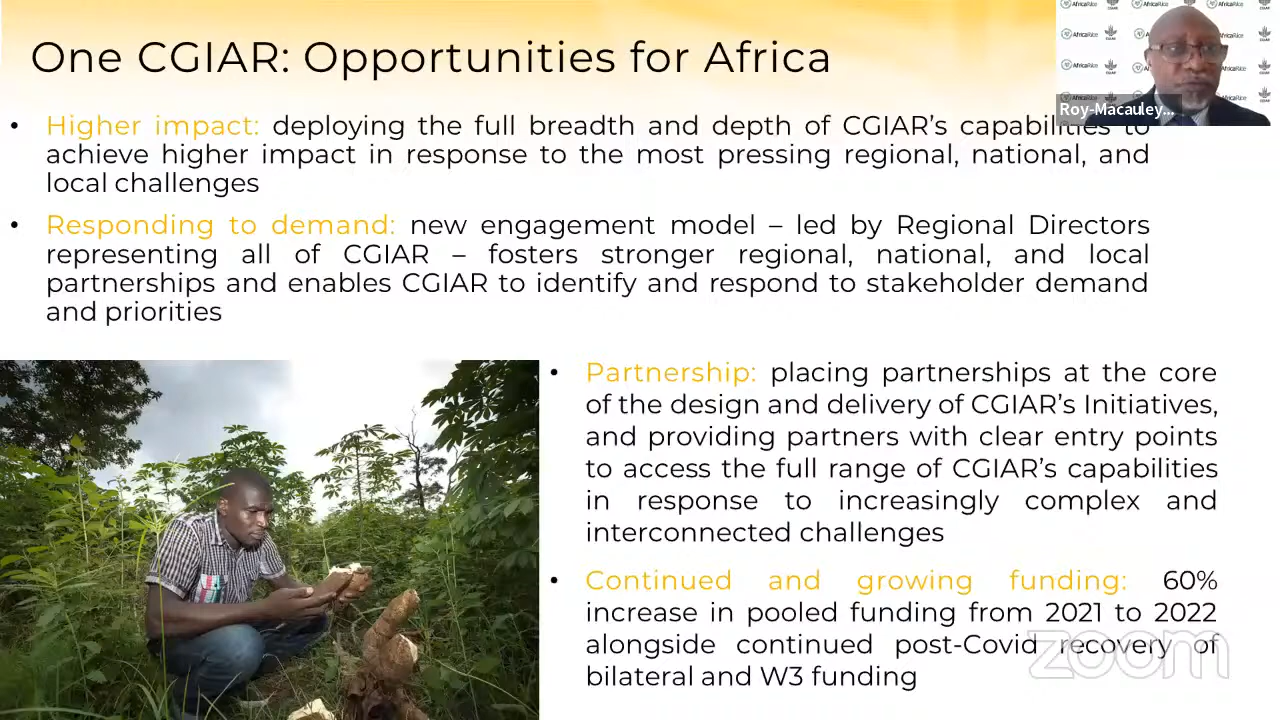 One CGIAR: Opportunities for Africa
AfricaRice
CGIAR
Roy-Macauley...
• Higher impact: deploying the full breadth and depth of CGIAR's capabilities to
achieve higher impact in response to the most pressing regional, national, and
local challenges
• Responding to demand: new engagement model – led by Regional Directors
representing all of CGIAR – fosters stronger regional, national, and local
partnerships and enables CGIAR to identify and respond to stakeholder demand
and priorities
• Partnership: placing partnerships at the core
of the design and delivery of CGIAR's Initiatives,
and providing partners with clear entry points
to access the full range of CGIAR's capabilities
in response to increasingly complex and
interconnected challenges
• Continued and growing funding: 60%
increase in pooled funding from 2021 to 2022
alongside continued post-Covid recovery of
bilateral and W3 funding
zoom